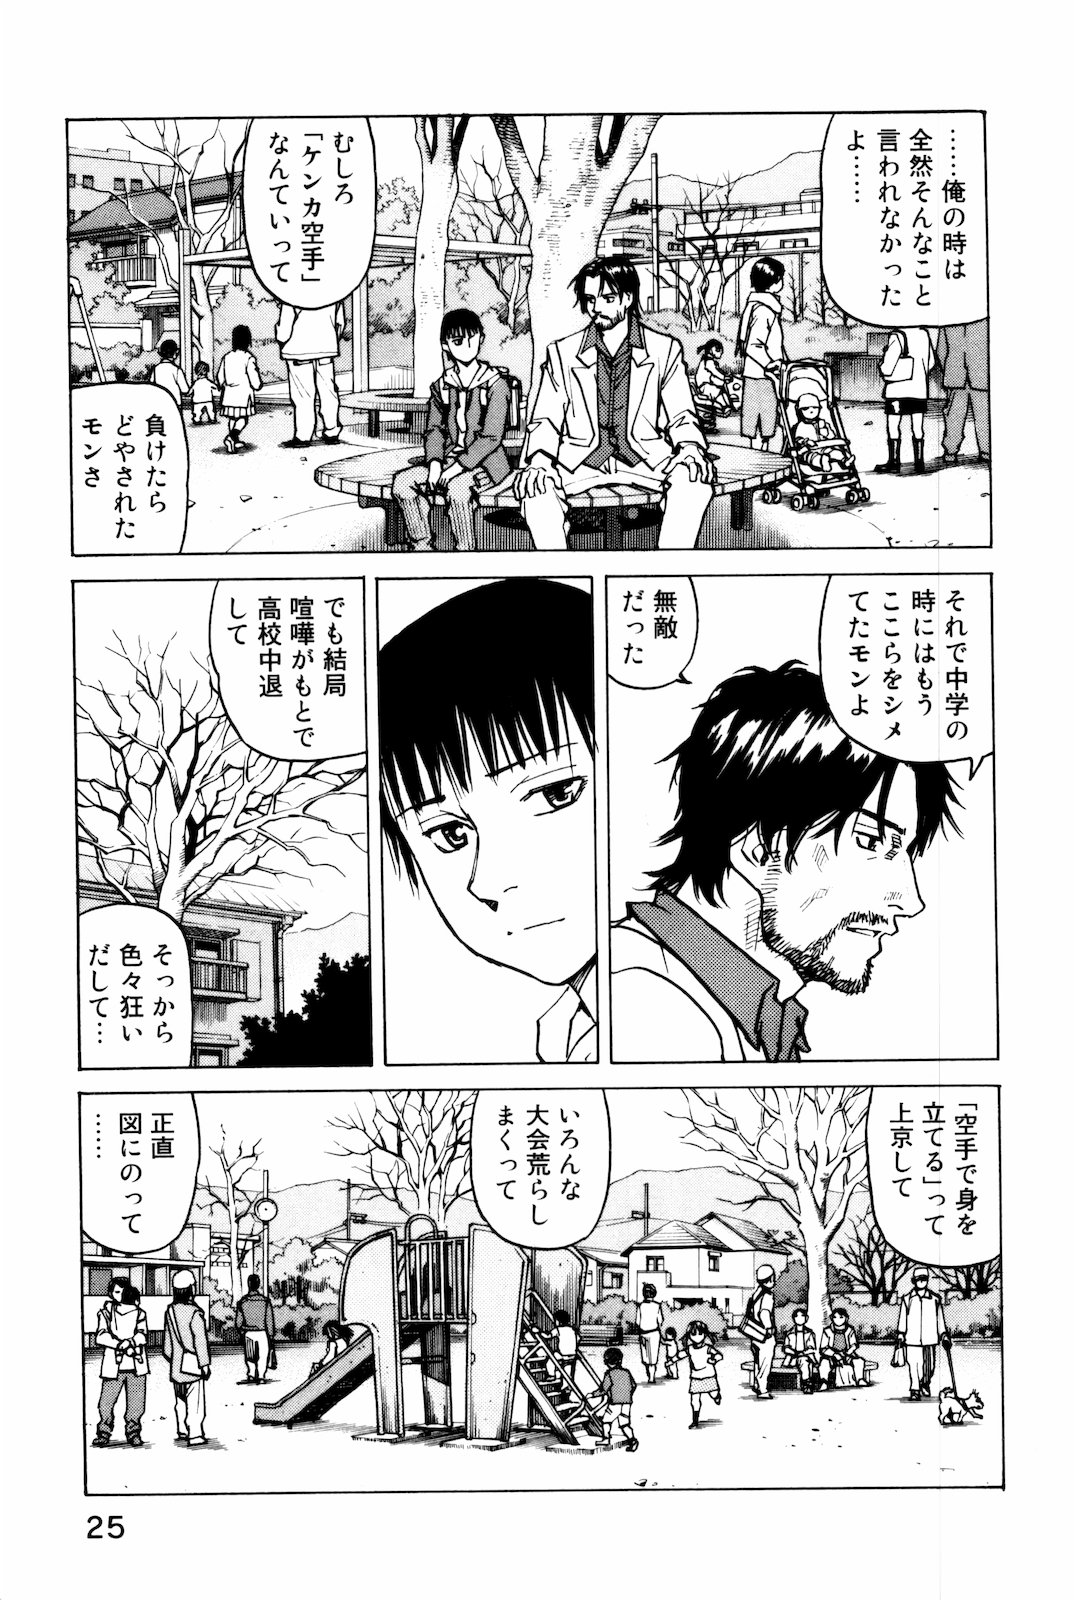 ……俺の時は
全然そんなこと
言われなかった
よ……
むしろ
「ケンカ空手」
なんていって
負けたら
どやされた
モンさ
それで中学の
時にはもう
ここらをシメ
てたモンよ
無敵
だった
でも結局
喧嘩がもとで
高校中退
して
そっから
色々狂い
だして…
「空手で身を
立てる」って
上京して
いろんな
大会荒らし
まくって
正直
図にのって
……
25